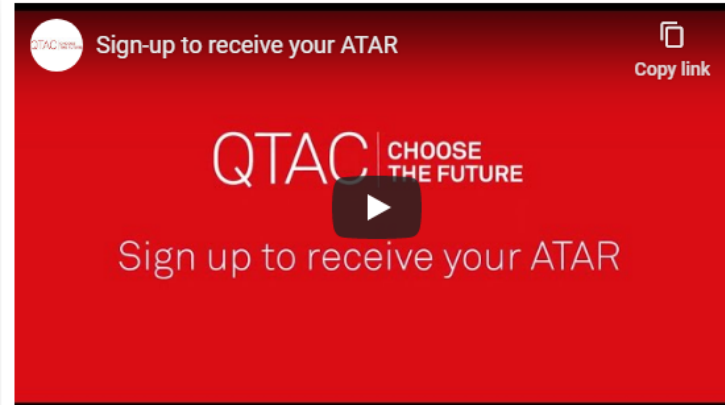 Sign-up to receive your ATAR
Copy link
QTAC
CHOOSE
THE FUTURE
Sign up to receive your ATAR